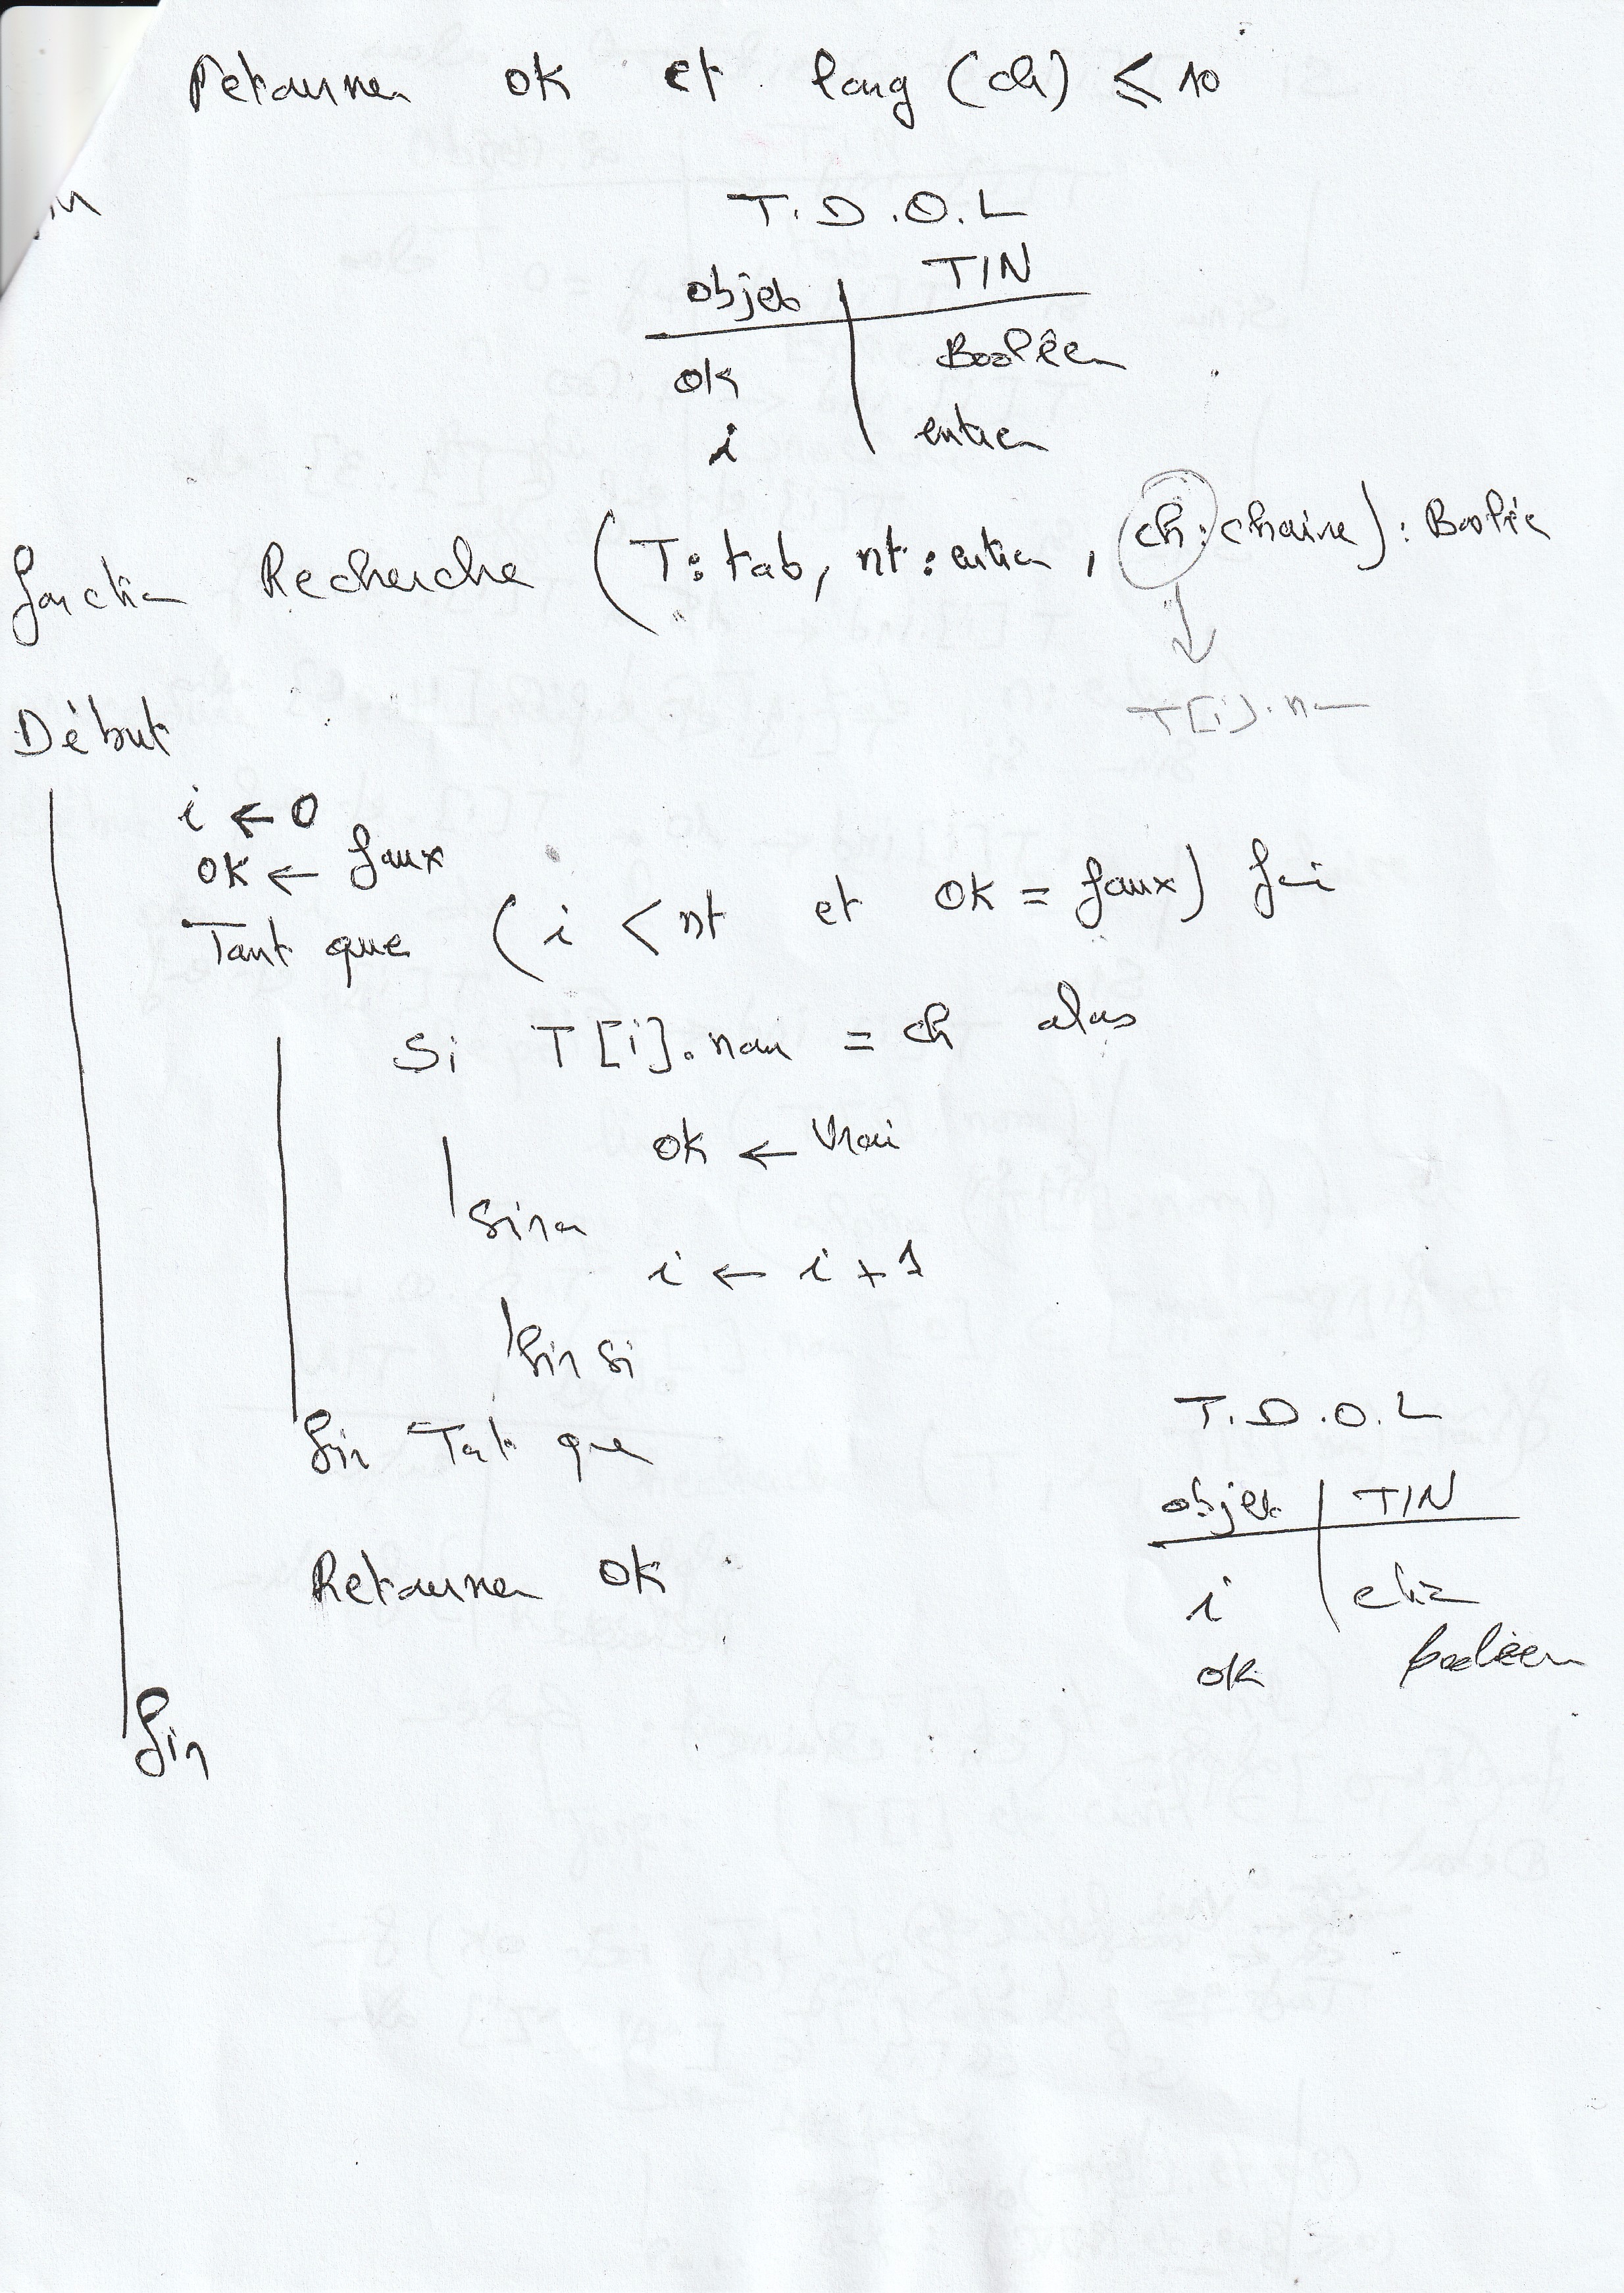 retourner ok et long (ch) ≤ 10
T.D.O.L
objet T/N
ok Booléen
i entier
fonction Recherche (T: tab, nt: entier, ch: chaine): Booléen
T[i].nom
Début
i ← 0
ok ← faux
Tant que (i < nt et ok = faux) faire
Si T[i].nom = ch alors
ok ← vrai
Sinon
i ← i + 1
fin si
fin Tant que
Retourner ok
T.D.O.L
objet T/N
i entier
ok booléen
fin